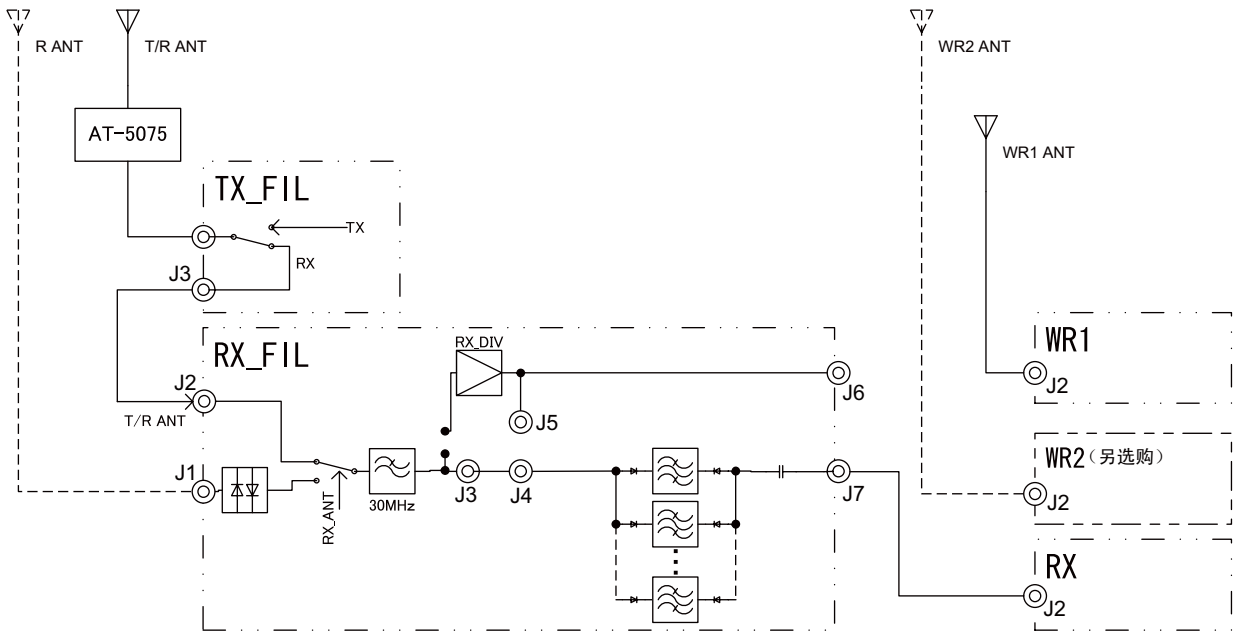 R ANT
T/R ANT
WR2 ANT
AT-5075
WR1 ANT
TX_FIL
TX
RX
J3
RX_FIL
RX_DIV
WR1
J2
J6
J2
T/R ANT
J5
WR2（另选购）
J1
J3
J4
J7
J2
30MHz
RX_ANT
RX
J2